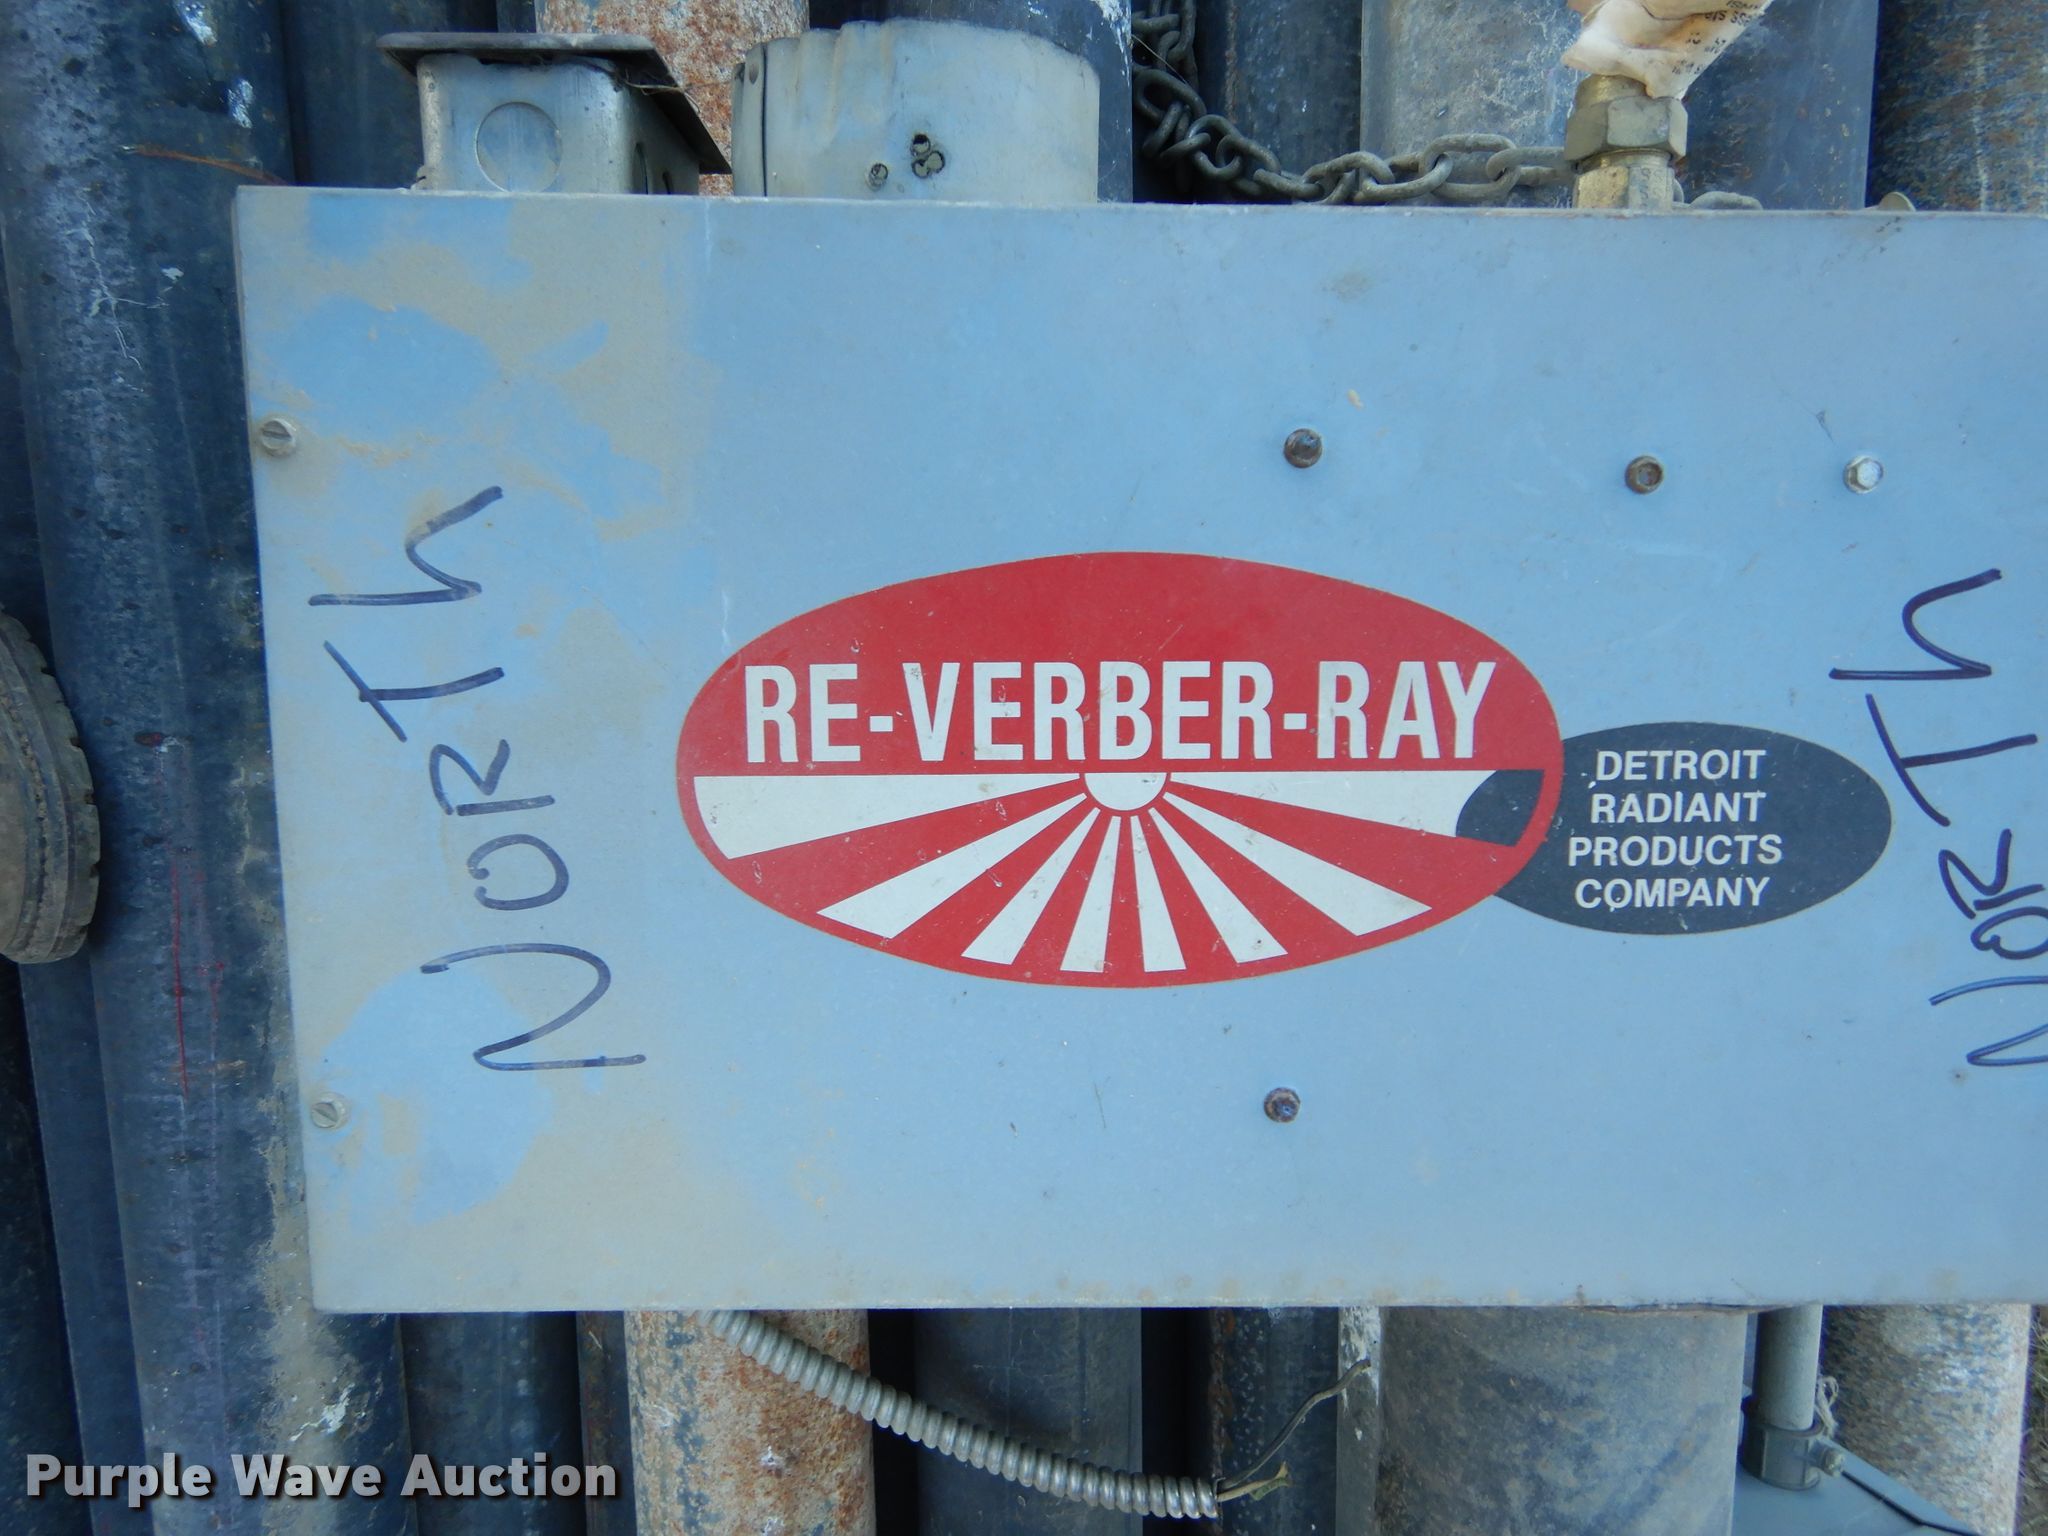 NORTh
RE-VERBER-RAY
DETROIT
RADIANT
PRODUCTS
COMPANY
NORTh
Purple Wave Auction